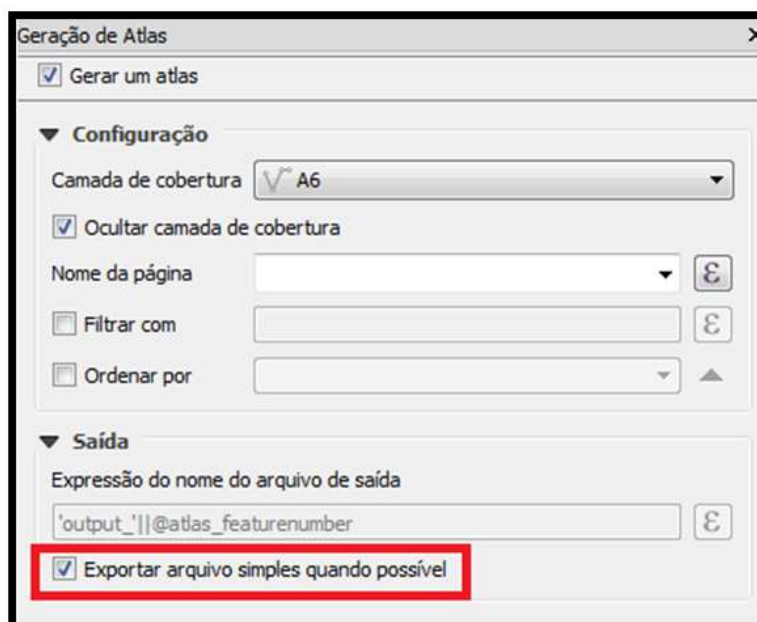 Geração de Atlas
Gerar um atlas
Configuração
Camada de cobertura A6
Ocultar camada de cobertura
Nome da página ε
Filtrar com ε
Ordenar por
Saída
Expressão do nome do arquivo de saída
'output_'||@atlas_featurenumber ε
Exportar arquivo simples quando possível